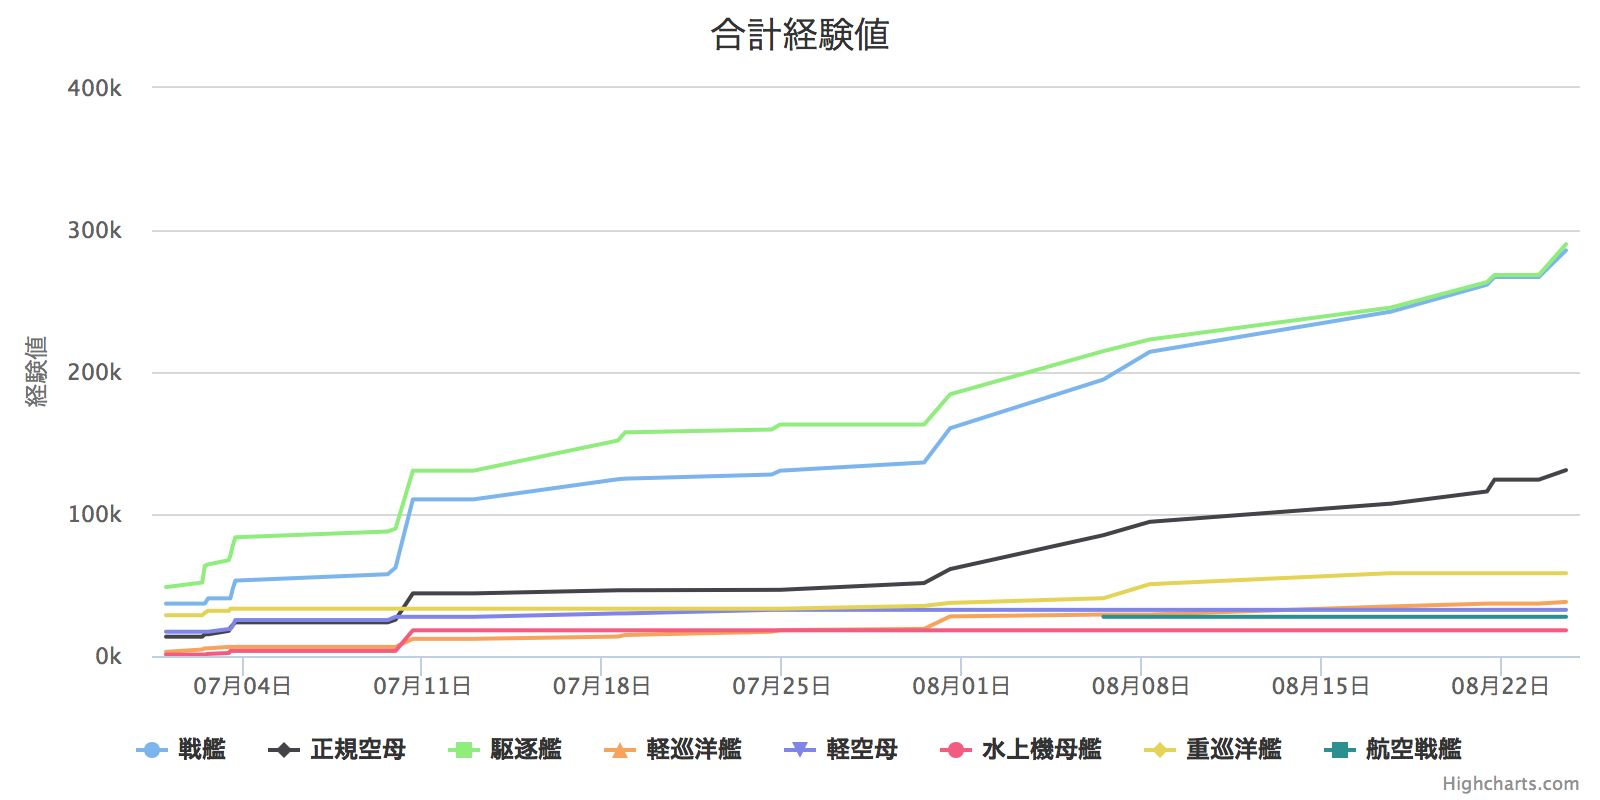 合計経験値
400k
300k
200k
100k
0k
経験値
07月04日 07月11日 07月18日 07月25日 08月01日 08月08日 08月15日 08月22日
戦艦 正規空母 駆逐艦 軽巡洋艦 軽空母 水上機母艦 重巡洋艦 航空戦艦
Highcharts.com